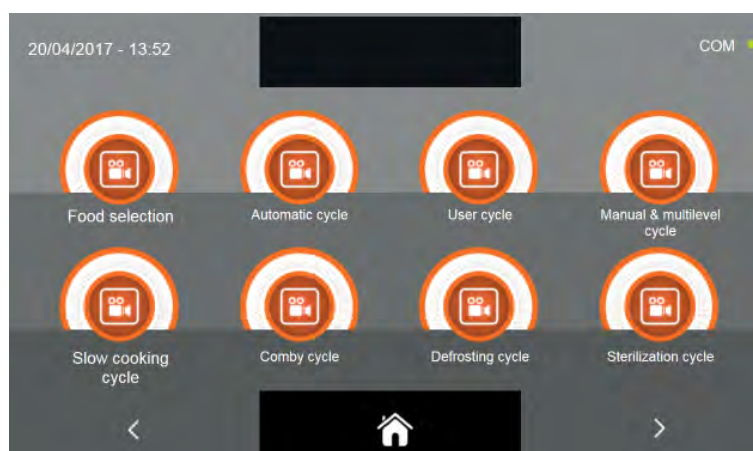 20/04/2017 - 13:52
COM
Food selection
Automatic cycle
User cycle
Manual & multilevel
cycle
Slow cooking
cycle
Comby cycle
Defrosting cycle
Sterilization cycle